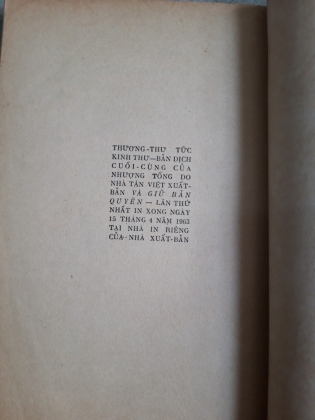 THƯỢNG-THƯ TỨC
KINH THƯ—BẢN DỊCH
CUỐI-CÙNG CỦA
NHƯỢNG TỐNG DO
NHÀ TÂN VIỆT XUẤT-
BẢN VÀ GIỮ BẢN
QUYỀN — LẦN THỨ
NHẤT IN XONG NGÀY
15 THÁNG 4 NĂM 1963
TẠI NHÀ IN RIÊNG
CỦA NHÀ XUẤT-BẢN